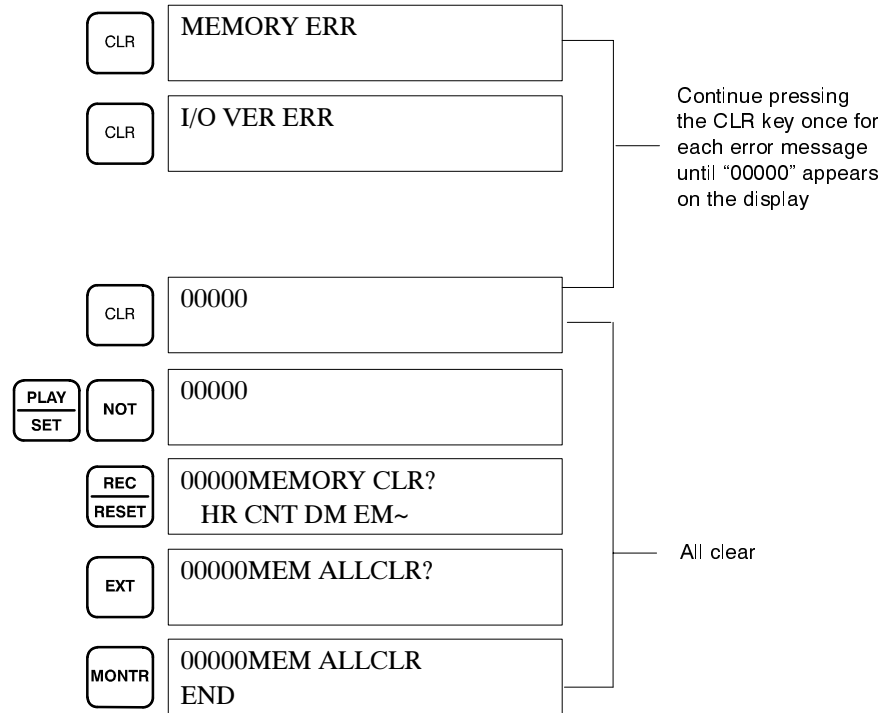 CLR
MEMORY ERR
CLR
I/O VER ERR
Continue pressing
the CLR key once for
each error message
until “00000” appears
on the display
CLR
00000
PLAY
SET
NOT
00000
REC
RESET
00000MEMORY CLR?
HR CNT DM EM~
EXT
00000MEM ALLCLR?
All clear
MONTR
00000MEM ALLCLR
END